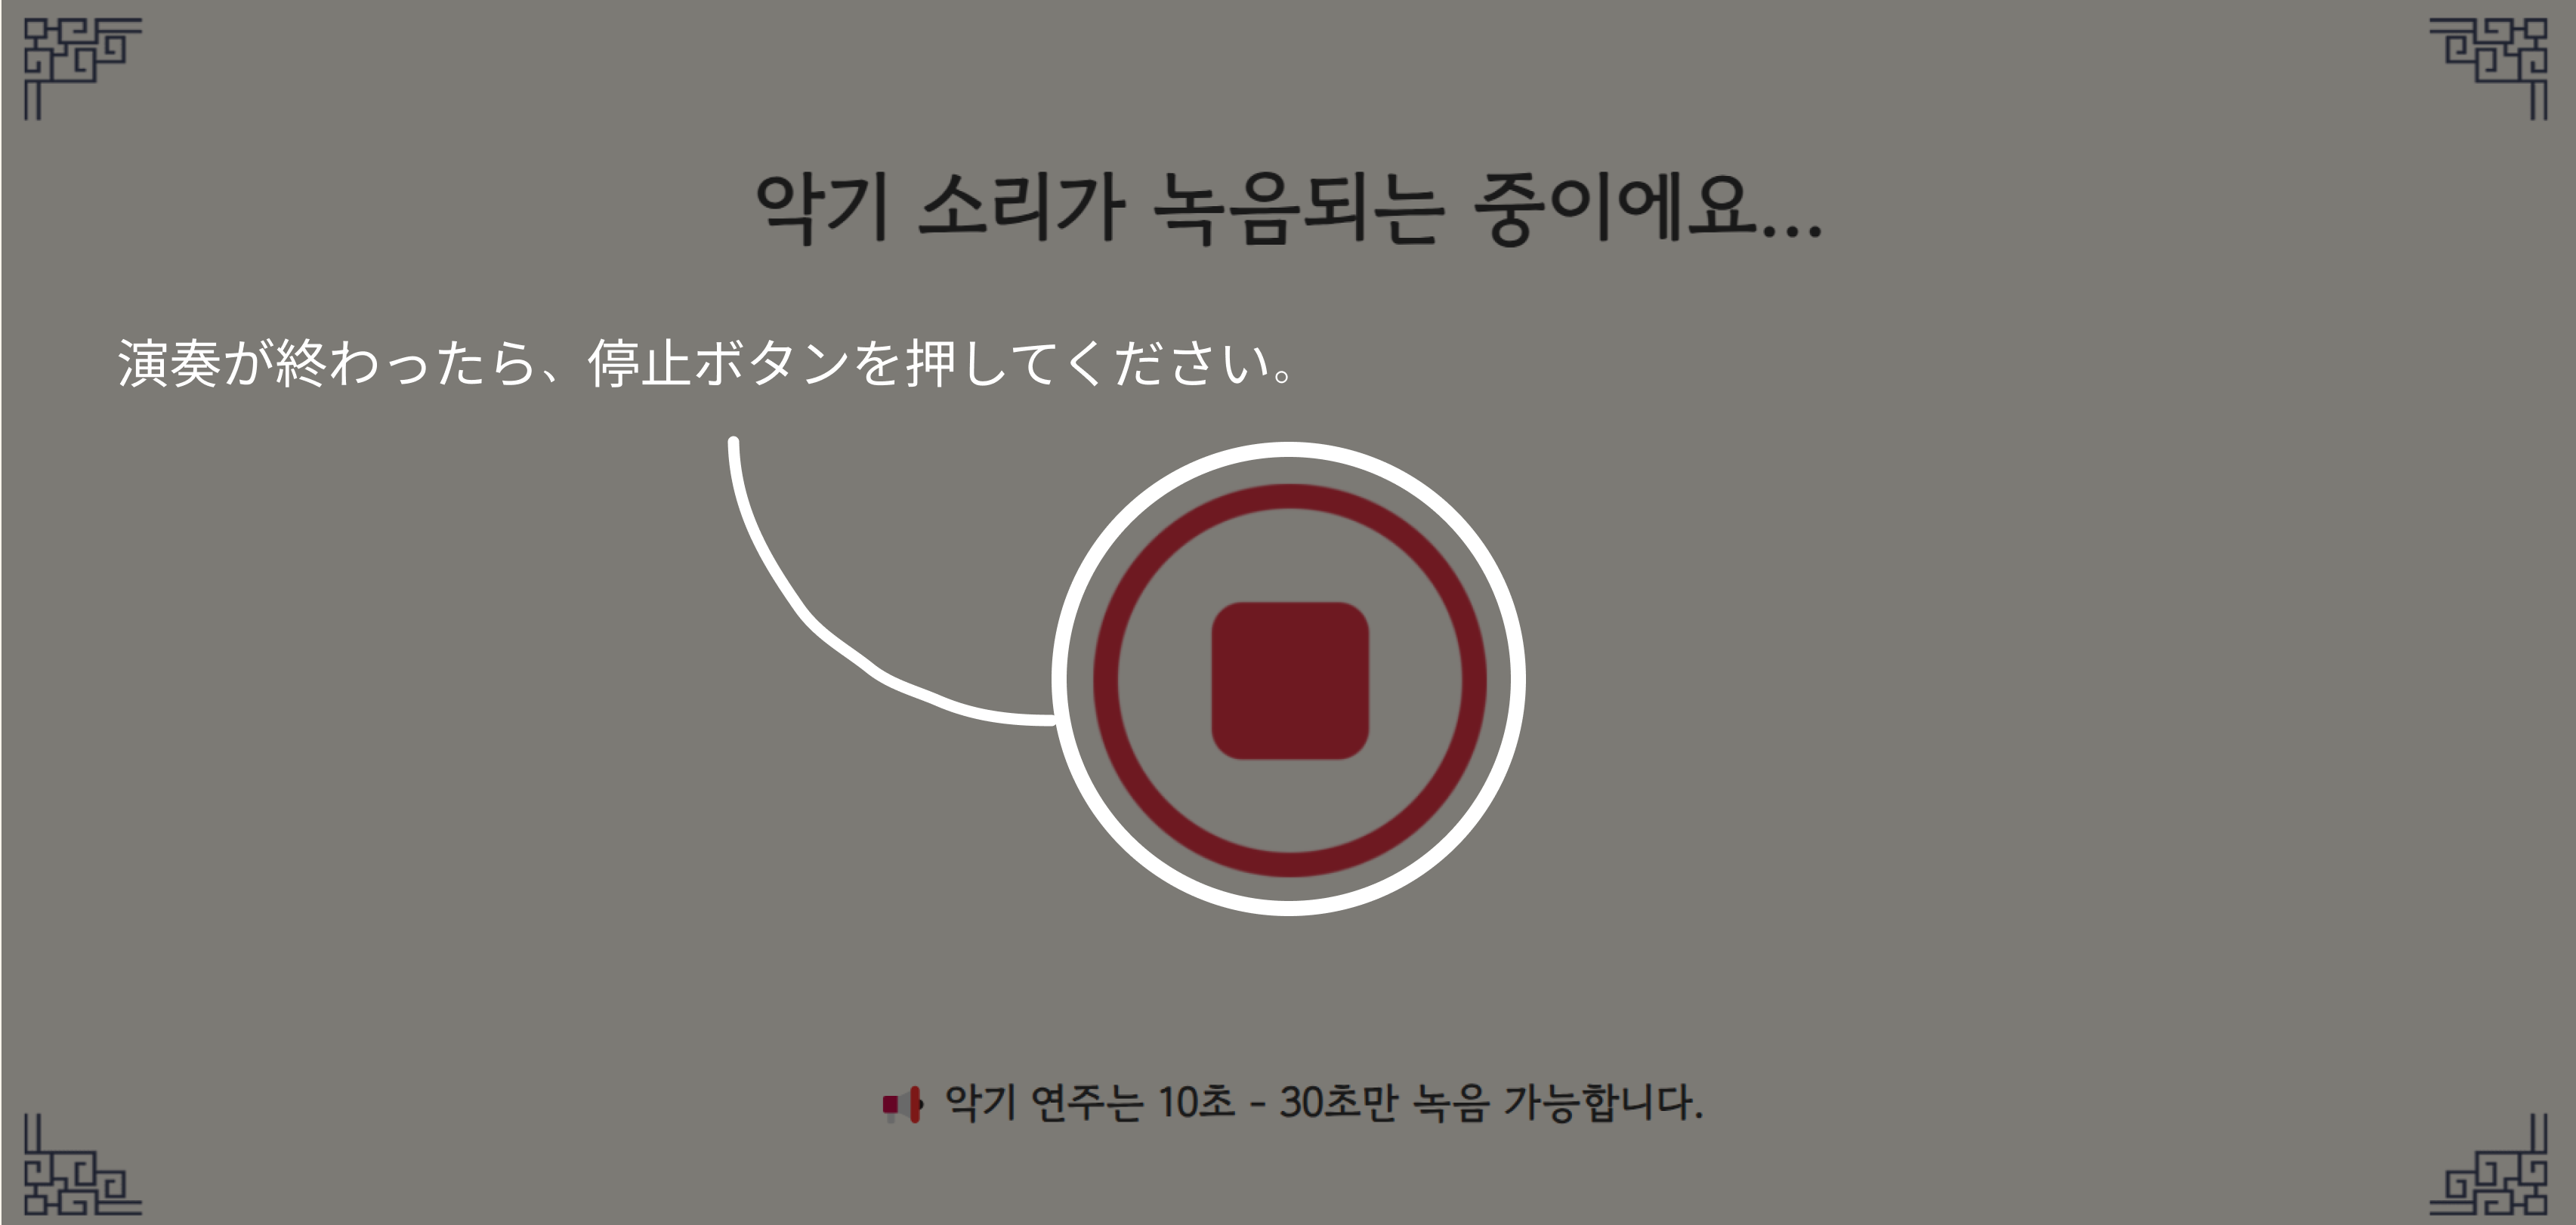 악기 소리가 녹음되는 중이에요...
演奏が終わったら、停止ボタンを押してください。
악기 연주는 10초 - 30초만 녹음 가능합니다.